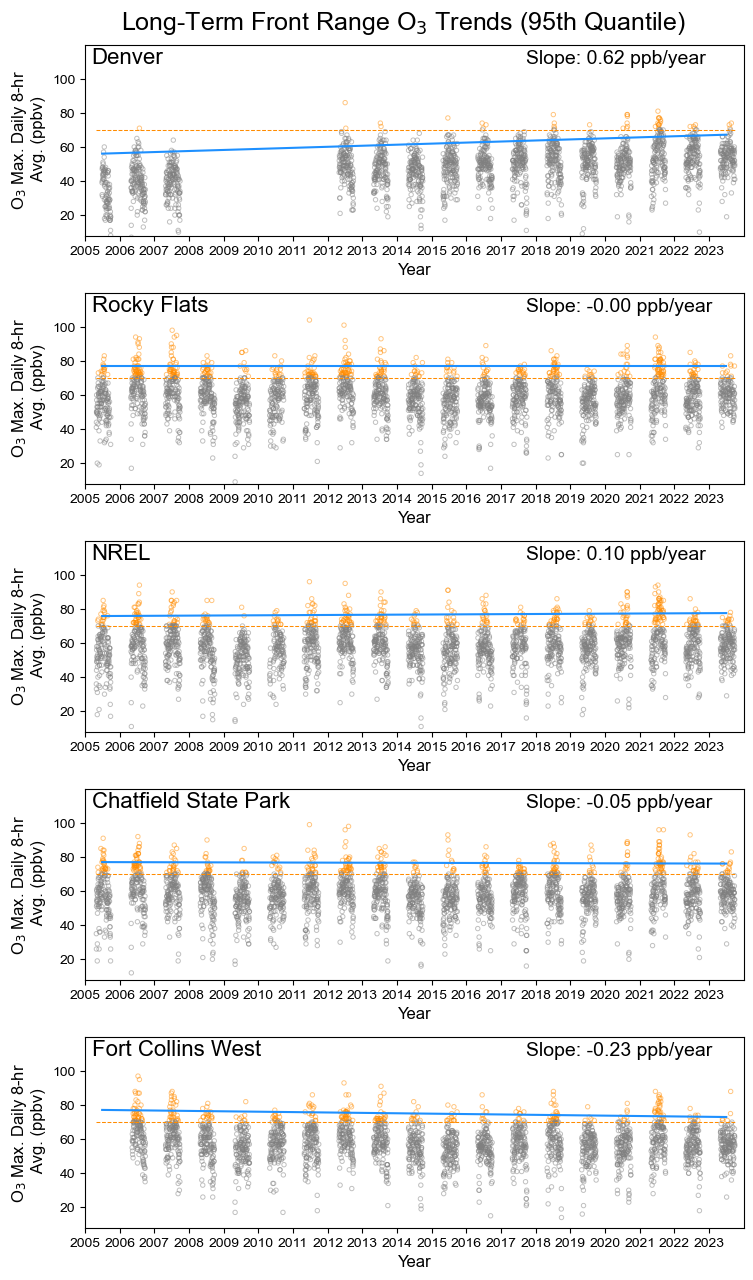 Long-Term Front Range O₃ Trends (95th Quantile)
Denver
Slope: 0.62 ppb/year
O₃ Max. Daily 8-hr
Avg. (ppbv)
100
80
60
40
20
2005 2006 2007 2008 2009 2010 2011 2012 2013 2014 2015 2016 2017 2018 2019 2020 2021 2022 2023
Year
Rocky Flats
Slope: -0.00 ppb/year
O₃ Max. Daily 8-hr
Avg. (ppbv)
100
80
60
40
20
2005 2006 2007 2008 2009 2010 2011 2012 2013 2014 2015 2016 2017 2018 2019 2020 2021 2022 2023
Year
NREL
Slope: 0.10 ppb/year
O₃ Max. Daily 8-hr
Avg. (ppbv)
100
80
60
40
20
2005 2006 2007 2008 2009 2010 2011 2012 2013 2014 2015 2016 2017 2018 2019 2020 2021 2022 2023
Year
Chatfield State Park
Slope: -0.05 ppb/year
O₃ Max. Daily 8-hr
Avg. (ppbv)
100
80
60
40
20
2005 2006 2007 2008 2009 2010 2011 2012 2013 2014 2015 2016 2017 2018 2019 2020 2021 2022 2023
Year
Fort Collins West
Slope: -0.23 ppb/year
O₃ Max. Daily 8-hr
Avg. (ppbv)
100
80
60
40
20
2005 2006 2007 2008 2009 2010 2011 2012 2013 2014 2015 2016 2017 2018 2019 2020 2021 2022 2023
Year